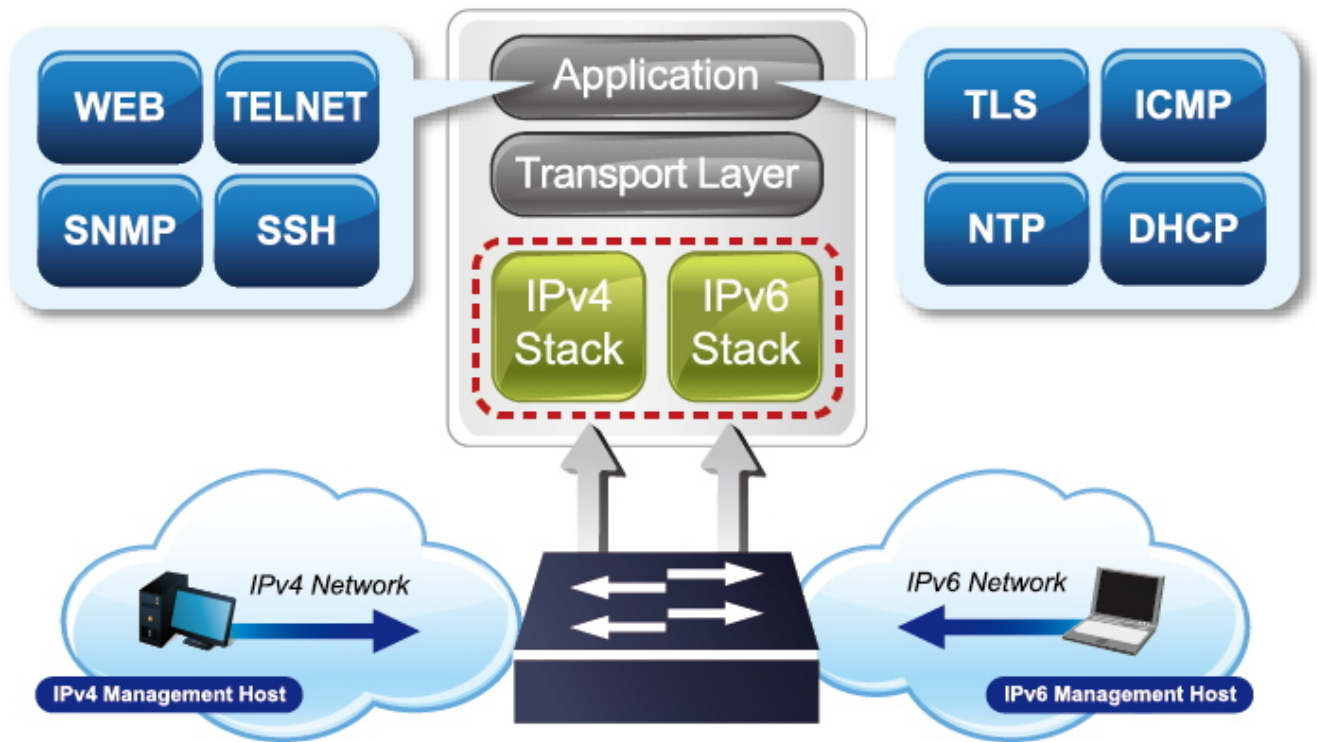 WEB
TELNET
SNMP
SSH
Application
Transport Layer
IPv4
Stack
IPv6
Stack
TLS
ICMP
NTP
DHCP
IPv4 Network
IPv4 Management Host
IPv6 Network
IPv6 Management Host